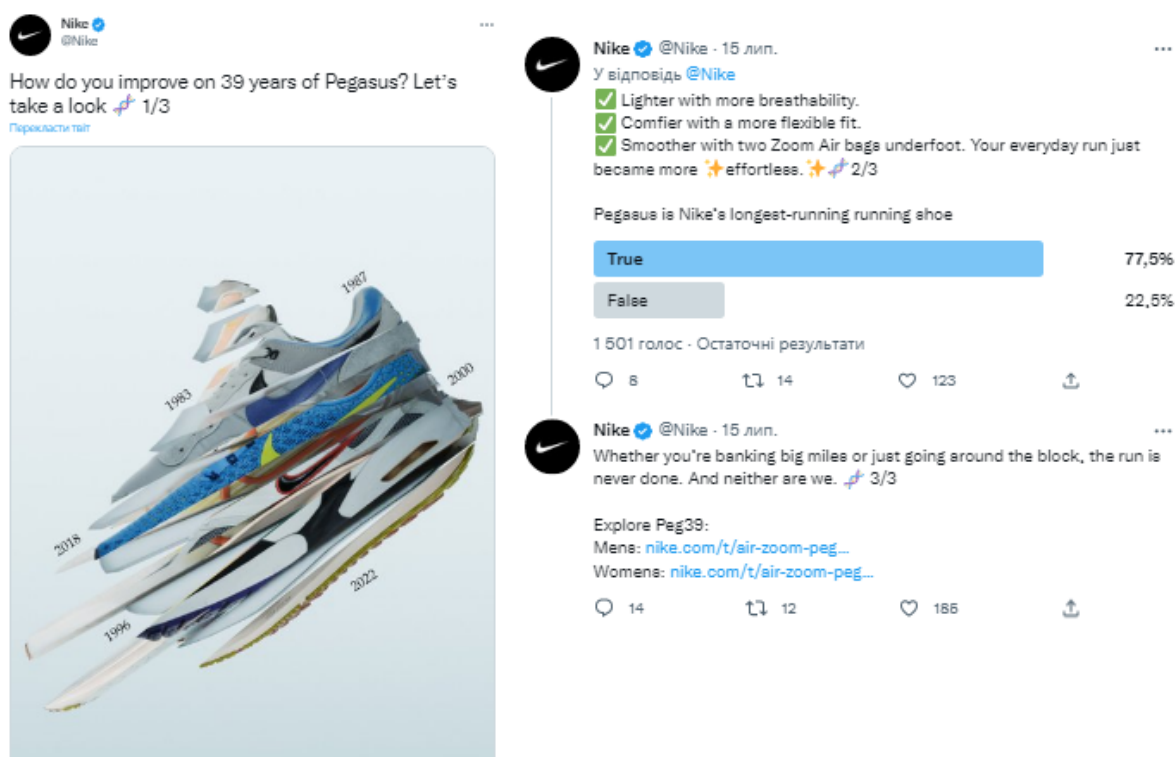 Nike
@Nike
How do you improve on 39 years of Pegasus? Let's
take a look 🧬 1/3
Перекласти твіт
1987
1983
2000
2018
2022
1996
Nike @Nike · 15 лип.
У відповідь @Nike
✅ Lighter with more breathability.
✅ Comfier with a more flexible fit.
✅ Smoother with two Zoom Air bags underfoot. Your everyday run just
became more ✨effortless.✨🧬 2/3
Pegasus is Nike's longest-running running shoe
True 77,5%
False 22,5%
1 501 голос · Остаточні результати
8 14 123
Nike @Nike · 15 лип.
Whether you're banking big miles or just going around the block, the run is
never done. And neither are we. 🧬 3/3
Explore Peg39:
Mens: nike.com/t/air-zoom-peg...
Womens: nike.com/t/air-zoom-peg...
14 12 186